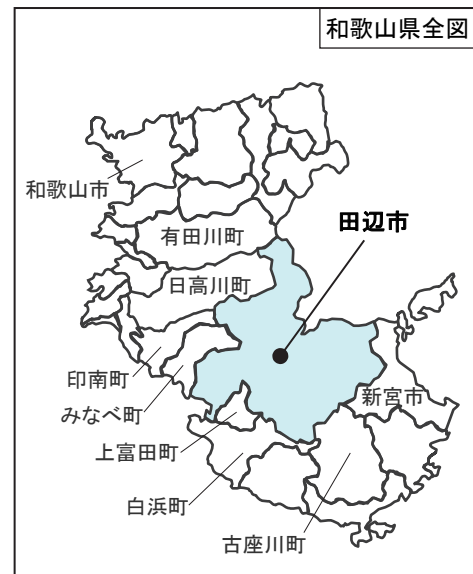 和歌山県全図
和歌山市
田辺市
有田川町
日高川町
印南町
みなべ町
新宮市
上富田町
白浜町
古座川町